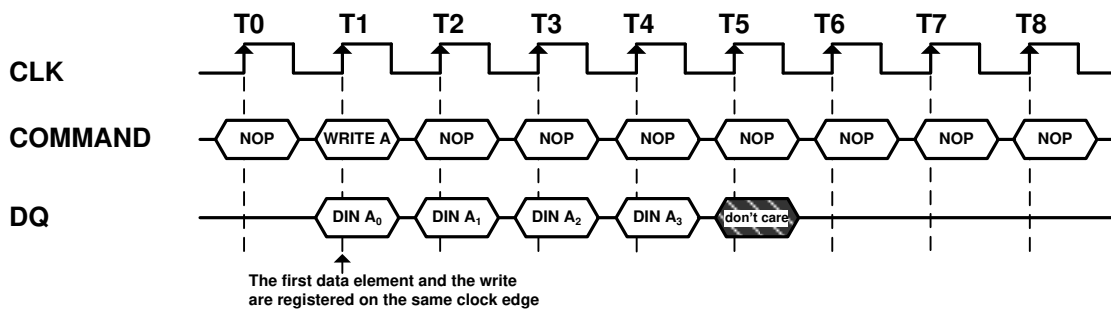 T0 T1 T2 T3 T4 T5 T6 T7 T8
CLK
COMMAND NOP WRITE A NOP NOP NOP NOP NOP NOP NOP
DQ DIN A₀ DIN A₁ DIN A₂ DIN A₃ don't care
The first data element and the write
are registered on the same clock edge